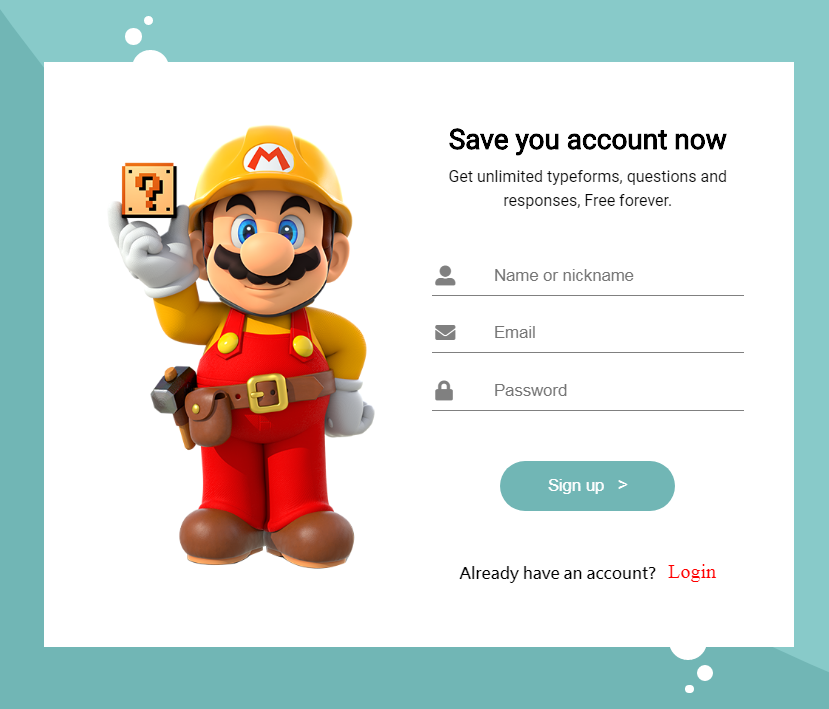 M
?
Save you account now
Get unlimited typeforms, questions and
responses, Free forever.
Name or nickname
Email
Password
Sign up >
Already have an account? Login